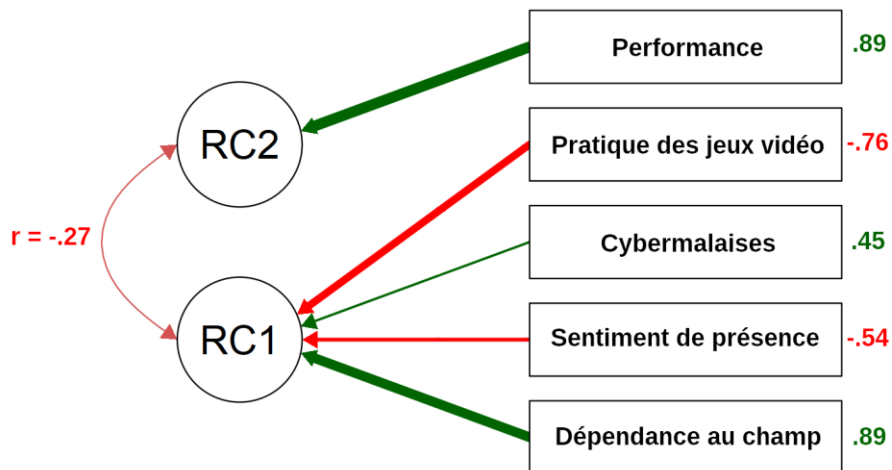 Performance
.89
RC2
Pratique des jeux vidéo
-.76
r = -.27
Cybermalaises
.45
RC1
Sentiment de présence
-.54
Dépendance au champ
.89